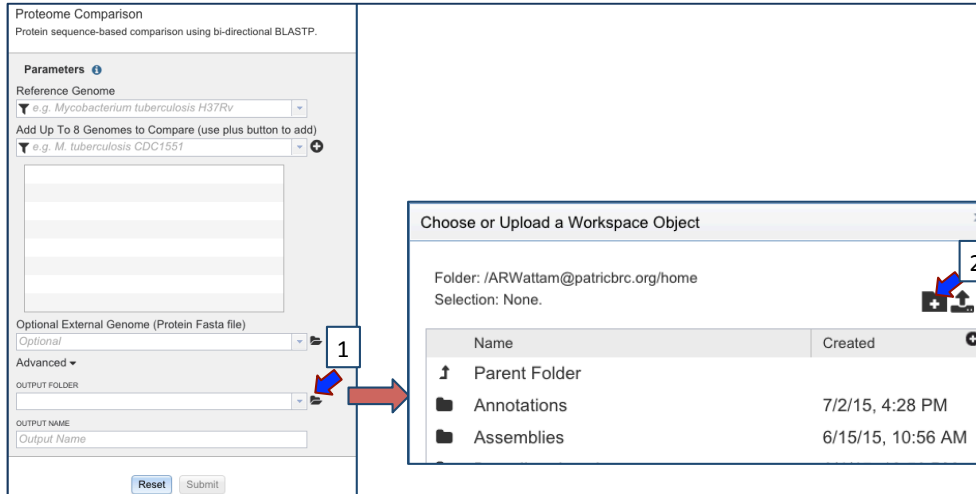 Proteome Comparison
Protein sequence-based comparison using bi-directional BLASTP.
Parameters
Reference Genome
e.g. Mycobacterium tuberculosis H37Rv
Add Up To 8 Genomes to Compare (use plus button to add)
e.g. M. tuberculosis CDC1551
Optional External Genome (Protein Fasta file)
Optional
1
Advanced
OUTPUT FOLDER
OUTPUT NAME
Output Name
Reset Submit
Choose or Upload a Workspace Object
2
Folder: /ARWattam@patricbrc.org/home
Selection: None.
Name Created
Parent Folder
Annotations 7/2/15, 4:28 PM
Assemblies 6/15/15, 10:56 AM